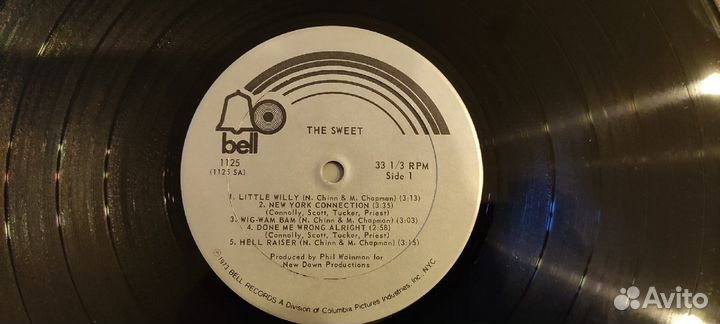 bell
THE SWEET
1125
(1125 SA)
33 1/3 RPM
Side 1
1. LITTLE WILLY (N. Chinn & M. Chapman) (3:13)
2. NEW YORK CONNECTION (3:35)
(Connolly, Scott, Tucker, Priest)
3. WIG-WAM BAM (N. Chinn & M. Chapman) (3:03)
4. DONE ME WRONG ALRIGHT (2:58)
(Connolly, Scott, Tucker, Priest)
5. HELL RAISER (N. Chinn & M. Chapman) (3:15)
Produced by Phil Wainman for
New Dawn Productions
Ⓟ1973 BELL RECORDS A Division of Columbia Pictures Industries, Inc., NYC
Avito